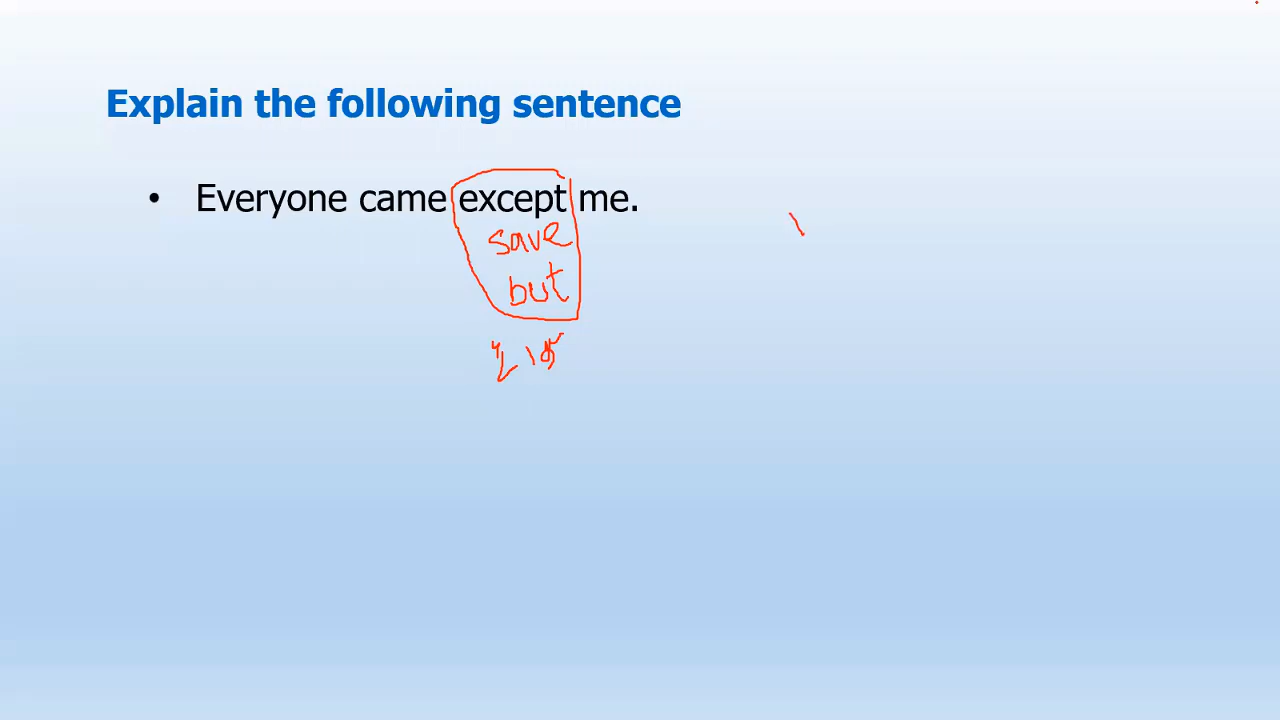 Explain the following sentence
• Everyone came except me.
save
but